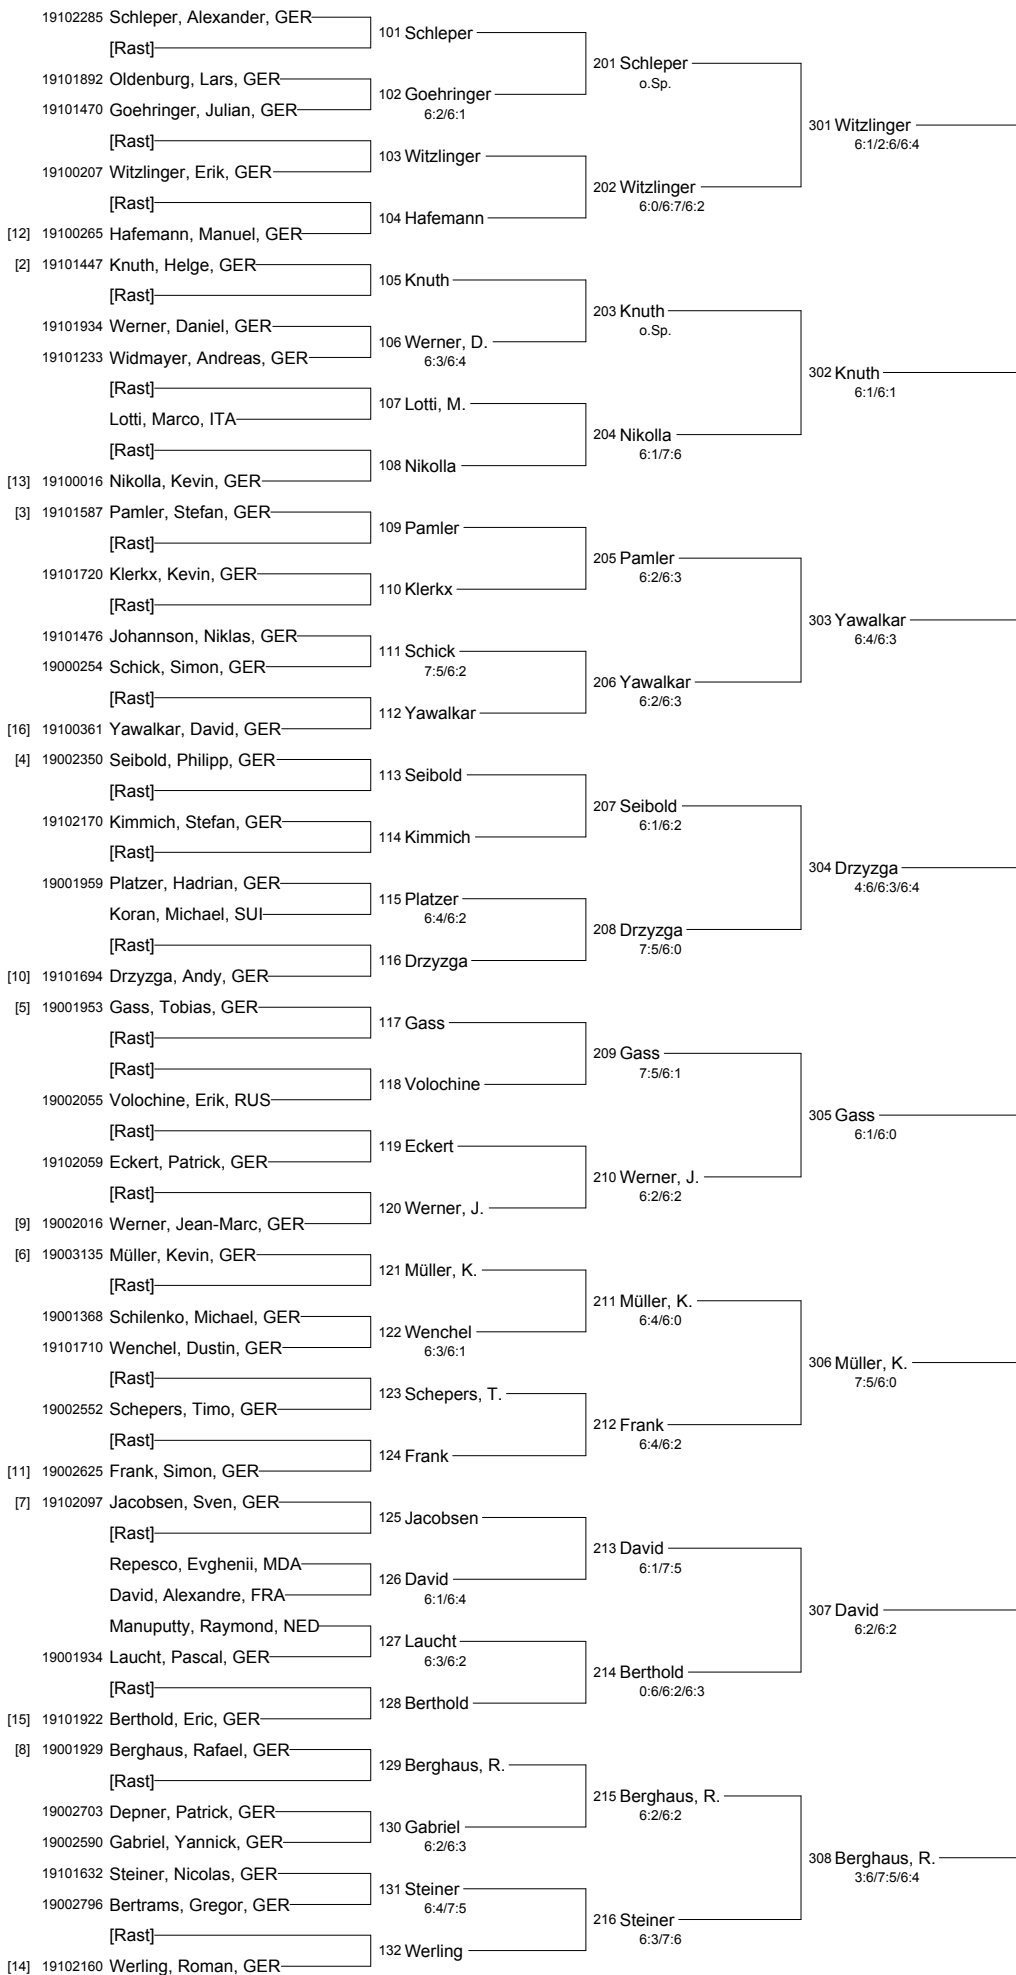 19102285 Schleper, Alexander, GER
[Rast]
19101892 Oldenburg, Lars, GER
19101470 Goehringer, Julian, GER
[Rast]
19100207 Witzlinger, Erik, GER
[Rast]
[12] 19100265 Hafemann, Manuel, GER
[2] 19101447 Knuth, Helge, GER
[Rast]
19101934 Werner, Daniel, GER
19101233 Widmayer, Andreas, GER
[Rast]
Lotti, Marco, ITA
[Rast]
[13] 19100016 Nikolla, Kevin, GER
[3] 19101587 Pamler, Stefan, GER
[Rast]
19101720 Klerkx, Kevin, GER
[Rast]
19101476 Johannson, Niklas, GER
19000254 Schick, Simon, GER
[Rast]
[16] 19100361 Yawalkar, David, GER
[4] 19002350 Seibold, Philipp, GER
[Rast]
19102170 Kimmich, Stefan, GER
[Rast]
19001959 Platzer, Hadrian, GER
Koran, Michael, SUI
[Rast]
[10] 19101694 Drzyzga, Andy, GER
[5] 19001953 Gass, Tobias, GER
[Rast]
[Rast]
19002055 Volochine, Erik, RUS
[Rast]
19102059 Eckert, Patrick, GER
[Rast]
[9] 19002016 Werner, Jean-Marc, GER
[6] 19003135 Müller, Kevin, GER
[Rast]
19001368 Schilenko, Michael, GER
19101710 Wenchel, Dustin, GER
[Rast]
19002552 Schepers, Timo, GER
[Rast]
[11] 19002625 Frank, Simon, GER
[7] 19102097 Jacobsen, Sven, GER
[Rast]
Repesco, Evghenii, MDA
David, Alexandre, FRA
Manuputty, Raymond, NED
19001934 Laucht, Pascal, GER
[Rast]
[15] 19101922 Berthold, Eric, GER
[8] 19001929 Berghaus, Rafael, GER
[Rast]
19002703 Depner, Patrick, GER
19002590 Gabriel, Yannick, GER
19101632 Steiner, Nicolas, GER
19002796 Bertrams, Gregor, GER
[Rast]
[14] 19102160 Werling, Roman, GER
101 Schleper
102 Goehringer
6:2/6:1
103 Witzlinger
104 Hafemann
105 Knuth
106 Werner, D.
6:3/6:4
107 Lotti, M.
108 Nikolla
109 Pamler
110 Klerkx
111 Schick
7:5/6:2
112 Yawalkar
113 Seibold
114 Kimmich
115 Platzer
6:4/6:2
116 Drzyzga
117 Gass
118 Volochine
119 Eckert
120 Werner, J.
121 Müller, K.
122 Wenchel
6:3/6:1
123 Schepers, T.
124 Frank
125 Jacobsen
126 David
6:1/6:4
127 Laucht
6:3/6:2
128 Berthold
129 Berghaus, R.
130 Gabriel
6:2/6:3
131 Steiner
6:4/7:5
132 Werling
201 Schleper
o.Sp.
202 Witzlinger
6:0/6:7/6:2
203 Knuth
o.Sp.
204 Nikolla
6:1/7:6
205 Pamler
6:2/6:3
206 Yawalkar
6:2/6:3
207 Seibold
6:1/6:2
208 Drzyzga
7:5/6:0
209 Gass
7:5/6:1
210 Werner, J.
6:2/6:2
211 Müller, K.
6:4/6:0
212 Frank
6:4/6:2
213 David
6:1/7:5
214 Berthold
0:6/6:2/6:3
215 Berghaus, R.
6:2/6:2
216 Steiner
6:3/7:6
301 Witzlinger
6:1/2:6/6:4
302 Knuth
6:1/6:1
303 Yawalkar
6:4/6:3
304 Drzyzga
4:6/6:3/6:4
305 Gass
6:1/6:0
306 Müller, K.
7:5/6:0
307 David
6:2/6:2
308 Berghaus, R.
3:6/7:5/6:4